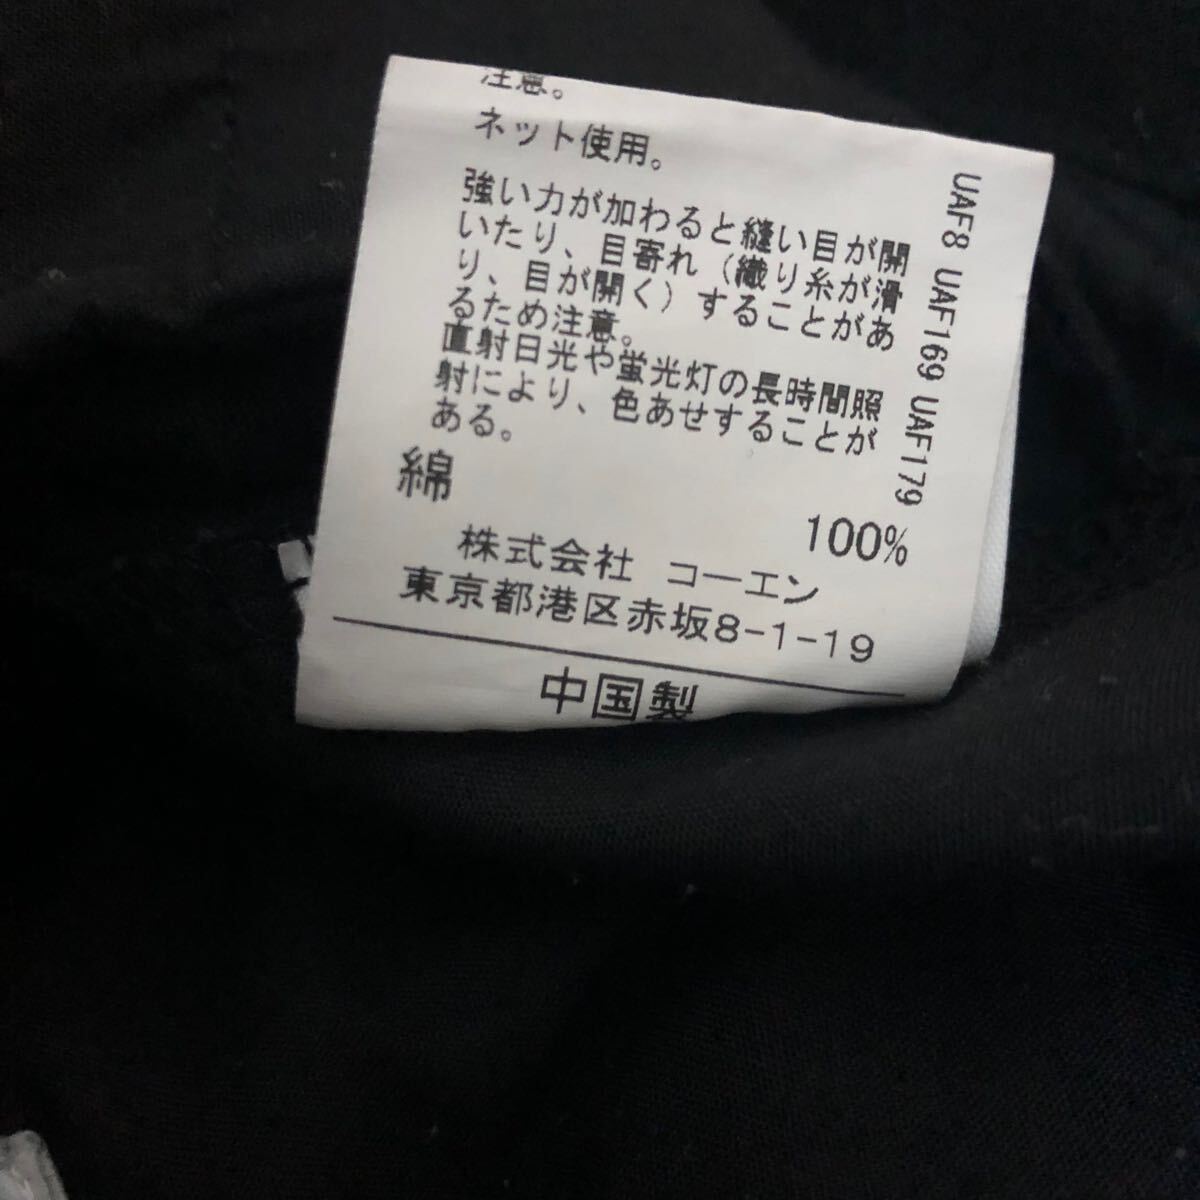 注意。
ネット使用。
強い力が加わると縫い目が開
いたり、目寄れ（織り糸が滑
り、目が開く）することがあ
るため注意。
直射日光や蛍光灯の長時間照
射により、色あせすることが
ある。
綿 100%
株式会社 コーエン
東京都港区赤坂8-1-19
中国製
UAF8 UAF169 UAF179